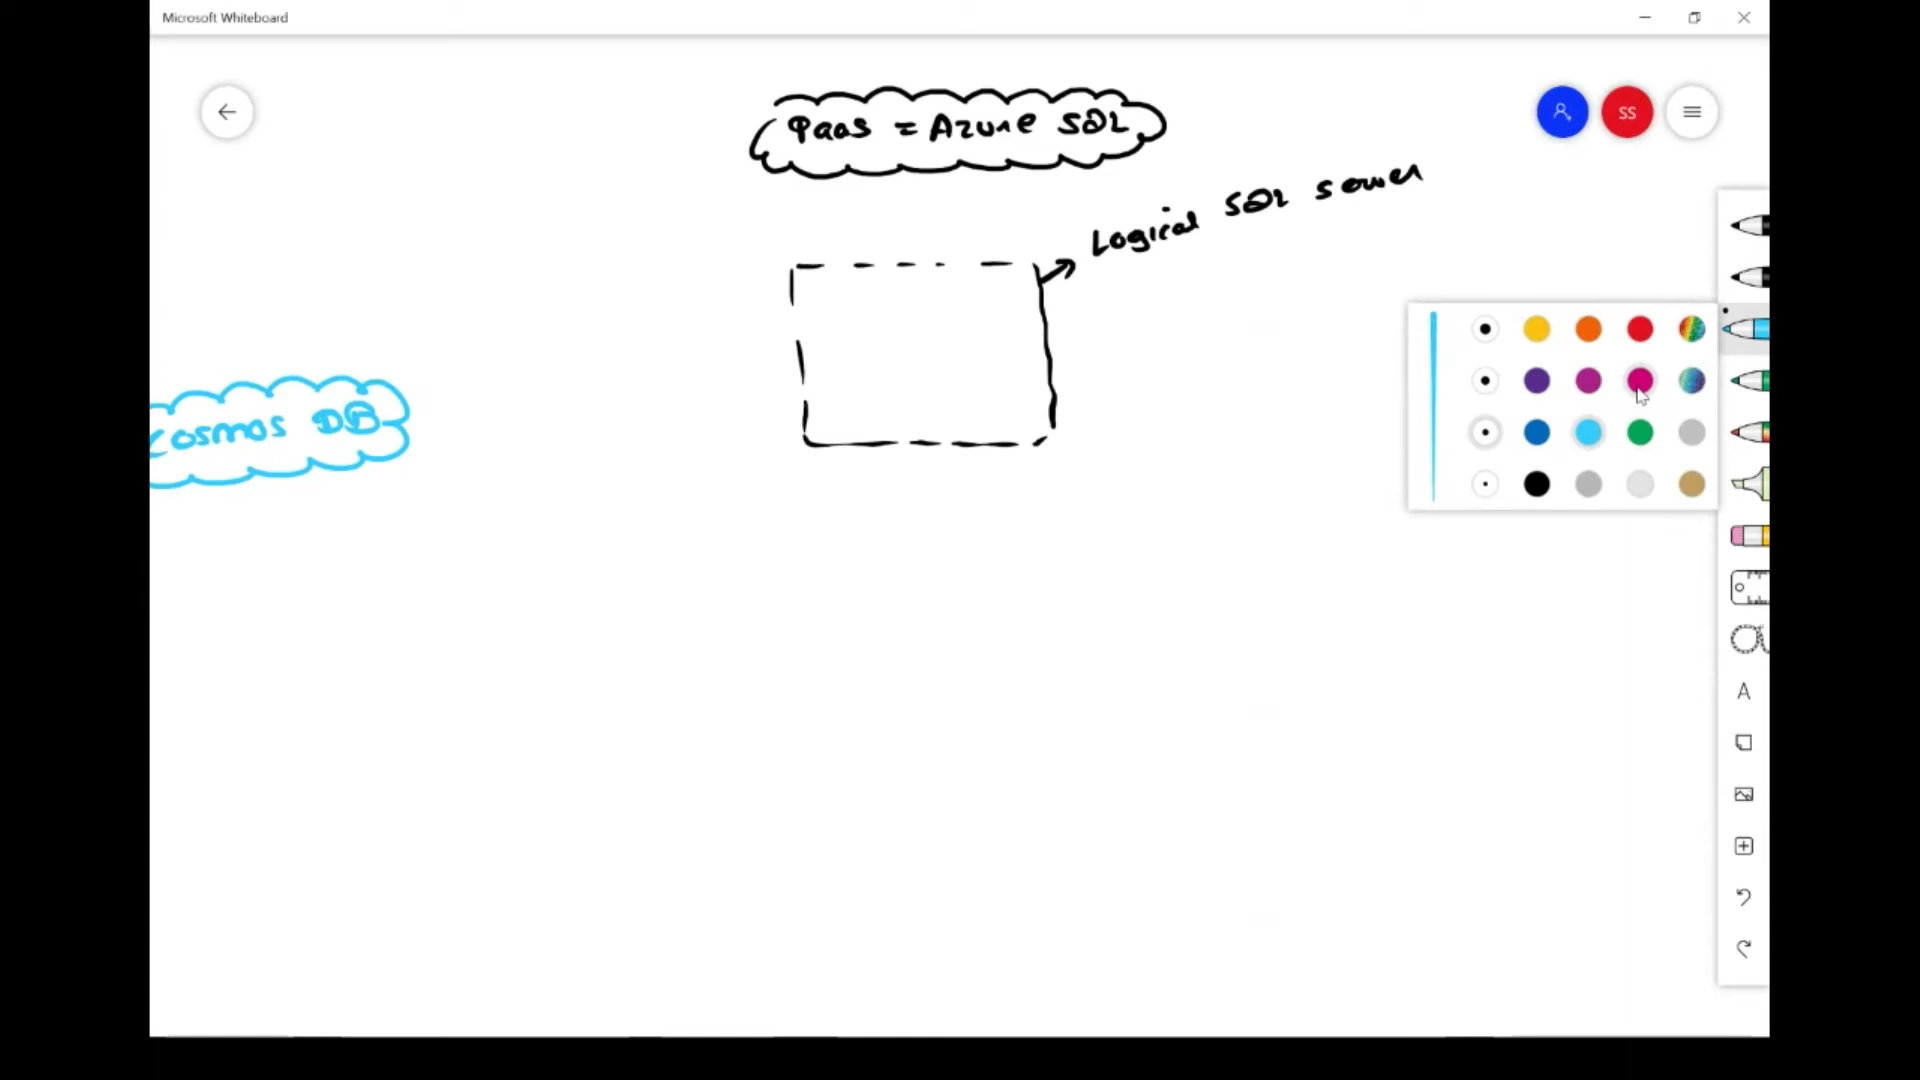 Microsoft Whiteboard
PaaS = Azure SQL
SS
Logical SQL server
Cosmos DB
A